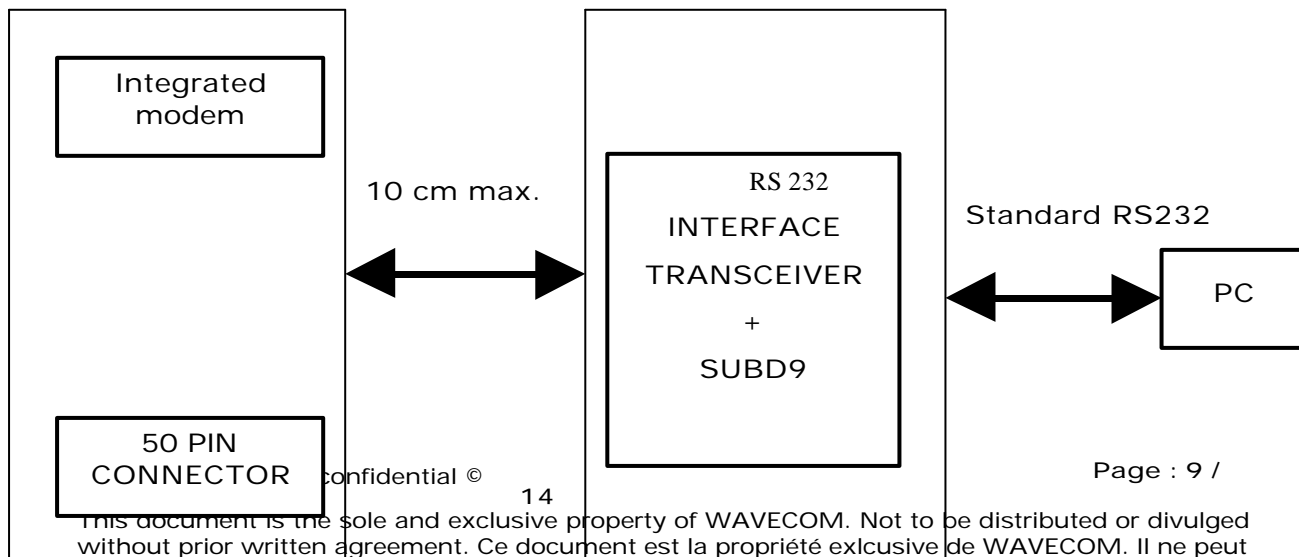 Integrated
modem
10 cm max.
RS 232
INTERFACE
TRANSCEIVER
+
SUBD9
Standard RS232
PC
50 PIN
CONNECTOR
confidential ©
Page : 9 /
14
This document is the sole and exclusive property of WAVECOM. Not to be distributed or divulged
without prior written agreement. Ce document est la propriété exlcusive de WAVECOM. Il ne peut